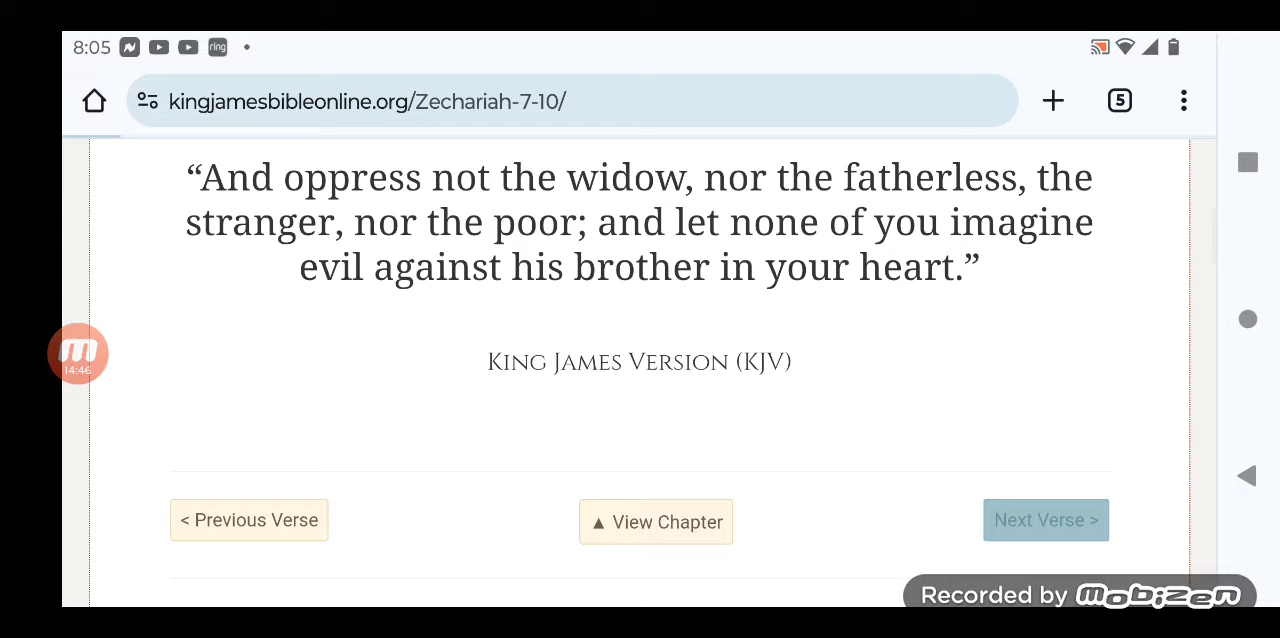 8:05 ring
kingjamesbibleonline.org/Zechariah-7-10/
5
“And oppress not the widow, nor the fatherless, the
stranger, nor the poor; and let none of you imagine
evil against his brother in your heart.”
14:46
King James Version (KJV)
< Previous Verse
▲ View Chapter
Next Verse >
Recorded by mobizen